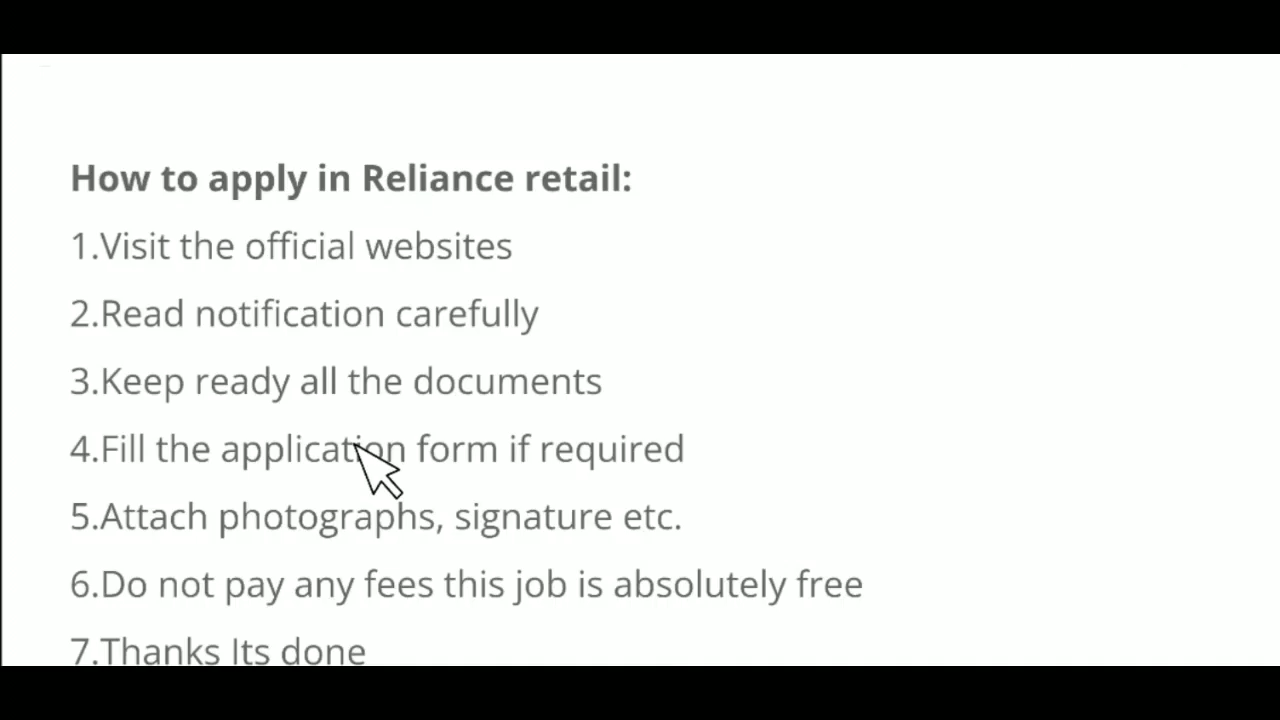 How to apply in Reliance retail:
1.Visit the official websites
2.Read notification carefully
3.Keep ready all the documents
4.Fill the application form if required
5.Attach photographs, signature etc.
6.Do not pay any fees this job is absolutely free
7.Thanks Its done